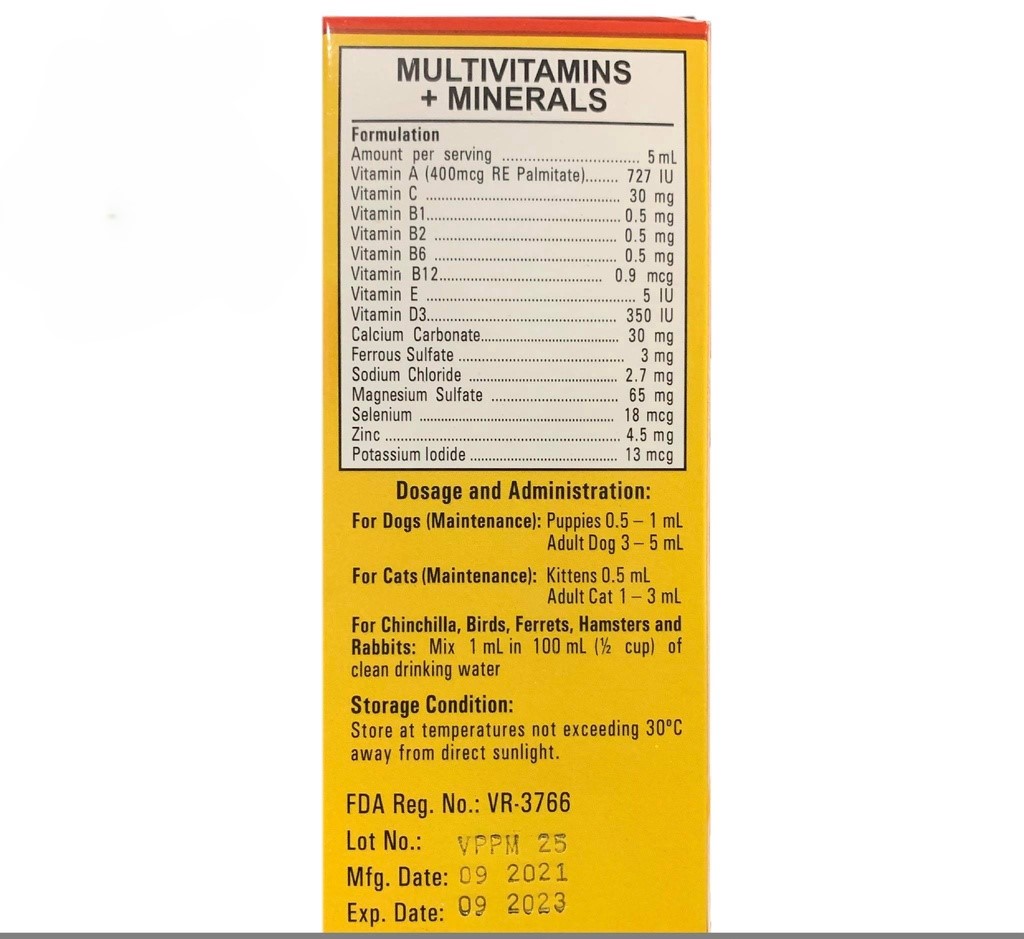 MULTIVITAMINS
+ MINERALS
Formulation
Amount per serving ................................. 5 mL
Vitamin A (400mcg RE Palmitate)........ 727 IU
Vitamin C ................................................ 30 mg
Vitamin B1................................................ 0.5 mg
Vitamin B2 .............................................. 0.5 mg
Vitamin B6 .............................................. 0.5 mg
Vitamin B12......................................... 0.9 mcg
Vitamin E .................................................. 5 IU
Vitamin D3............................................... 350 IU
Calcium Carbonate.................................. 30 mg
Ferrous Sulfate ......................................... 3 mg
Sodium Chloride ..................................... 2.7 mg
Magnesium Sulfate ................................ 65 mg
Selenium .................................................. 18 mcg
Zinc ........................................................... 4.5 mg
Potassium Iodide ..................................... 13 mcg
Dosage and Administration:
For Dogs (Maintenance): Puppies 0.5 – 1 mL
Adult Dog 3 – 5 mL
For Cats (Maintenance): Kittens 0.5 mL
Adult Cat 1 – 3 mL
For Chinchilla, Birds, Ferrets, Hamsters and
Rabbits: Mix 1 mL in 100 mL (½ cup) of
clean drinking water
Storage Condition:
Store at temperatures not exceeding 30ºC
away from direct sunlight.
FDA Reg. No.: VR-3766
Lot No.: VPPM 25
Mfg. Date: 09 2021
Exp. Date: 09 2023